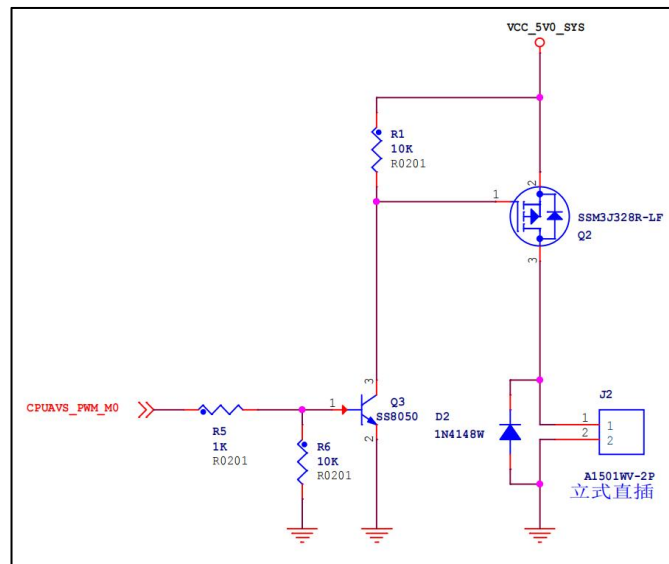 VCC_5V0_SYS
R1
10K
R0201
1
2
SSM3J328R-LF
Q2
3
CPUAVS_PWM_M0
R5
1K
R0201
R6
10K
R0201
1
3
Q3
SS8050
2
D2
1N4148W
J2
1
1
2
2
A1501WV-2P
立式直插